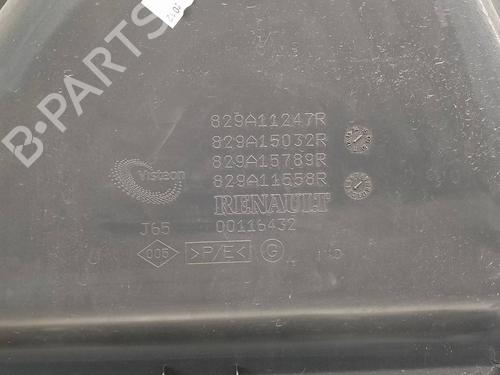 829A11247R
829A15032R
829A15789R
829A11558R
Visteon
RENAULT
J65 00116432
005 >P/E< G
B-PARTS